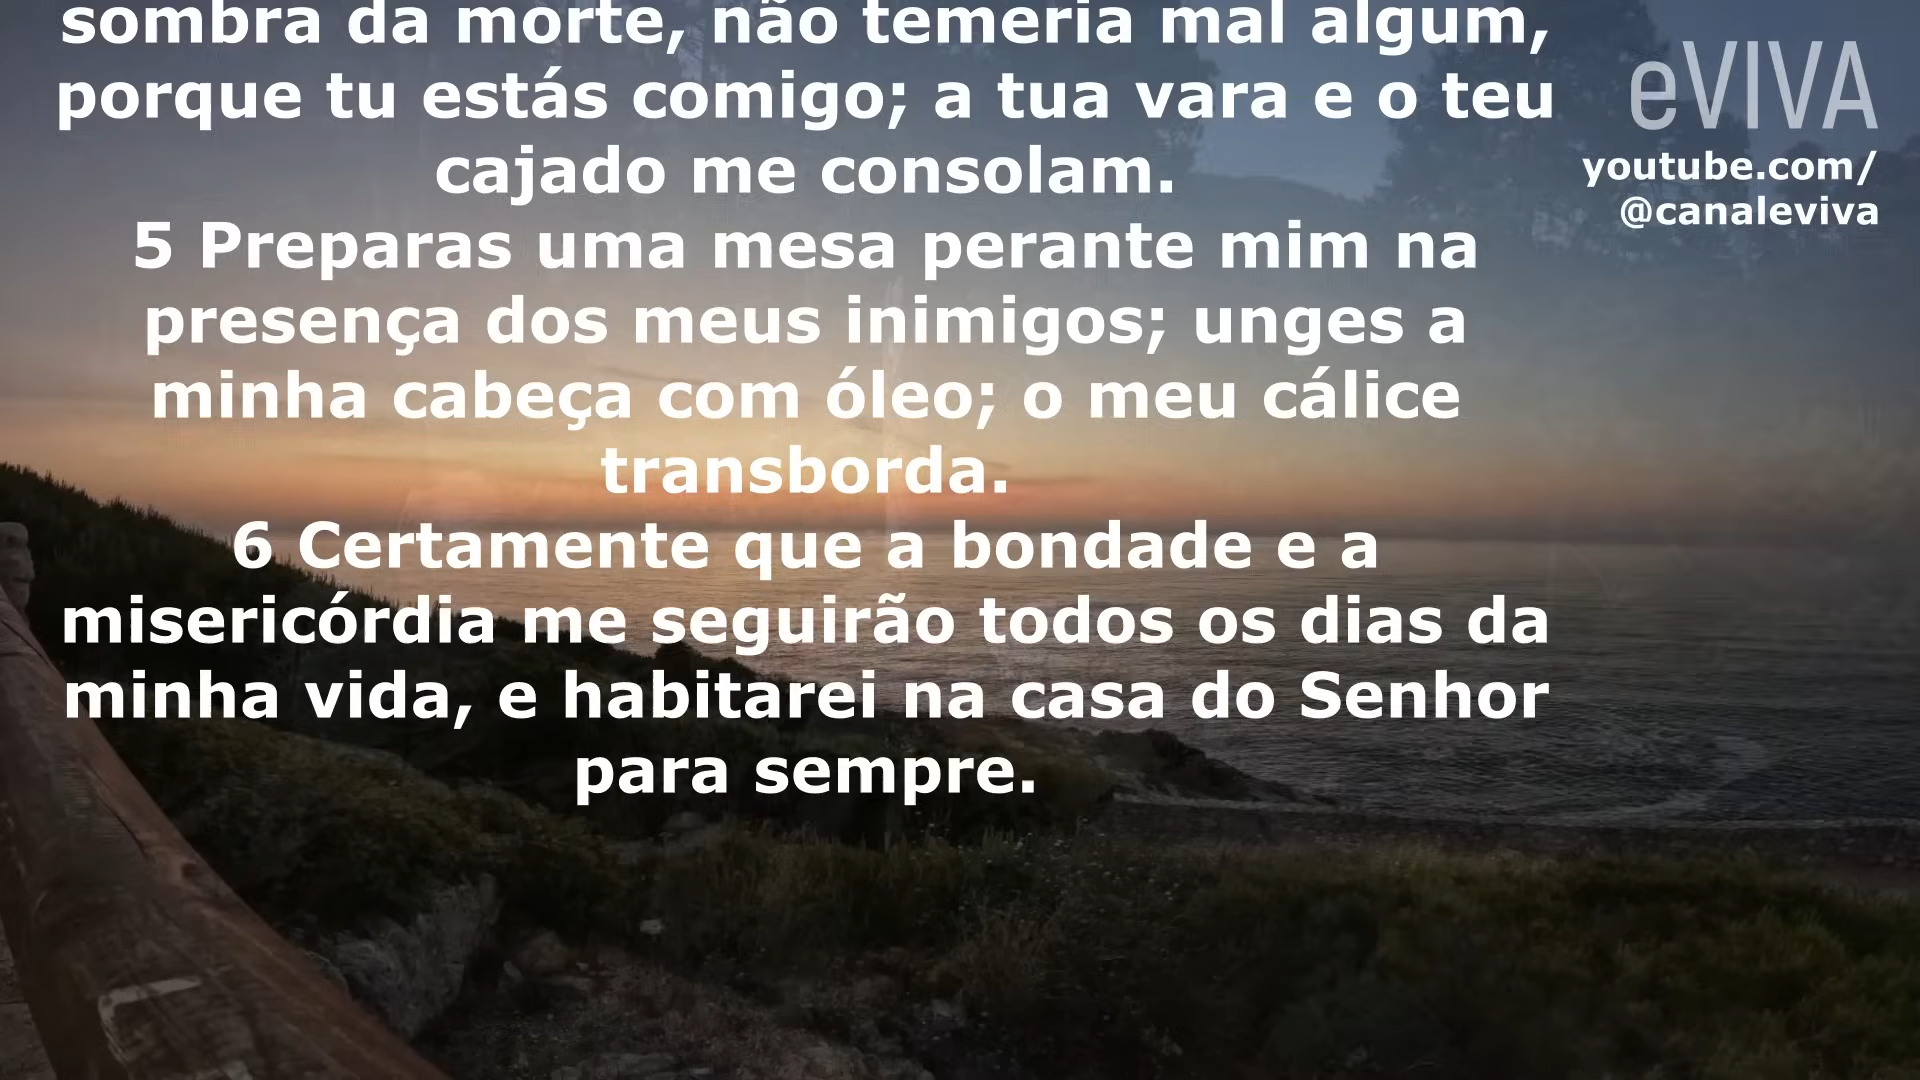 sombra da morte, não temeria mal algum,
porque tu estás comigo; a tua vara e o teu
cajado me consolam.
5 Preparas uma mesa perante mim na
presença dos meus inimigos; unges a
minha cabeça com óleo; o meu cálice
transborda.
6 Certamente que a bondade e a
misericórdia me seguirão todos os dias da
minha vida, e habitarei na casa do Senhor
para sempre.
eVIVA
youtube.com/
@canaleviva